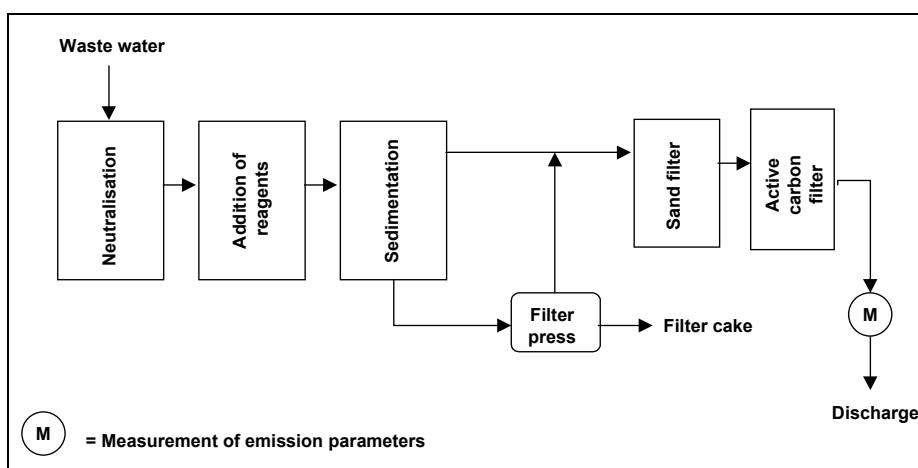 Waste water
Neutralisation
Addition of
reagents
Sedimentation
Sand filter
Active
carbon
filter
Filter
press
Filter cake
M
Discharge
M
= Measurement of emission parameters